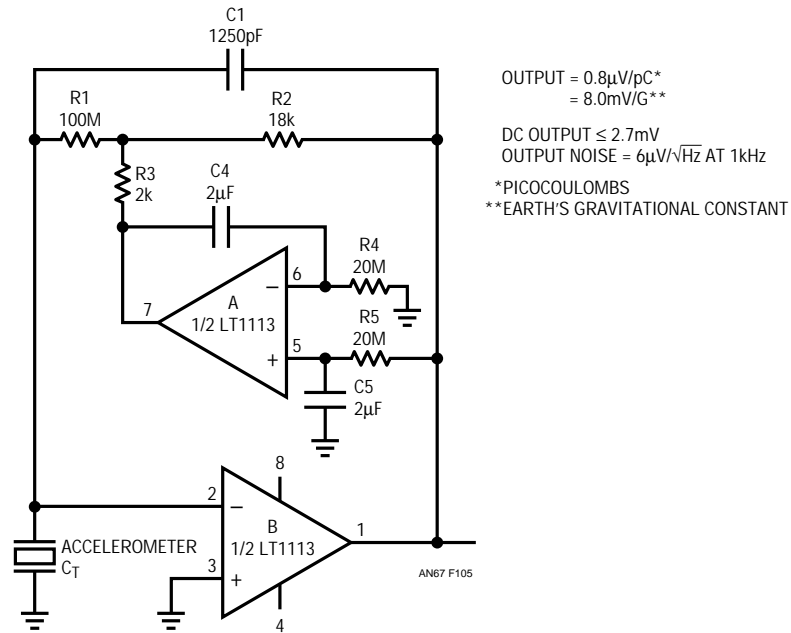 C1
1250pF
OUTPUT = 0.8µV/pC*
= 8.0mV/G**
DC OUTPUT ≤ 2.7mV
OUTPUT NOISE = 6µV/√Hz AT 1kHz
*PICOCOULOMBS
**EARTH'S GRAVITATIONAL CONSTANT
R1
100M
R2
18k
R3
2k
C4
2µF
R4
20M
6
−
A
1/2 LT1113
7
R5
20M
5
+
C5
2µF
8
2
−
B
1/2 LT1113
1
3
+
4
ACCELEROMETER
CT
AN67 F105